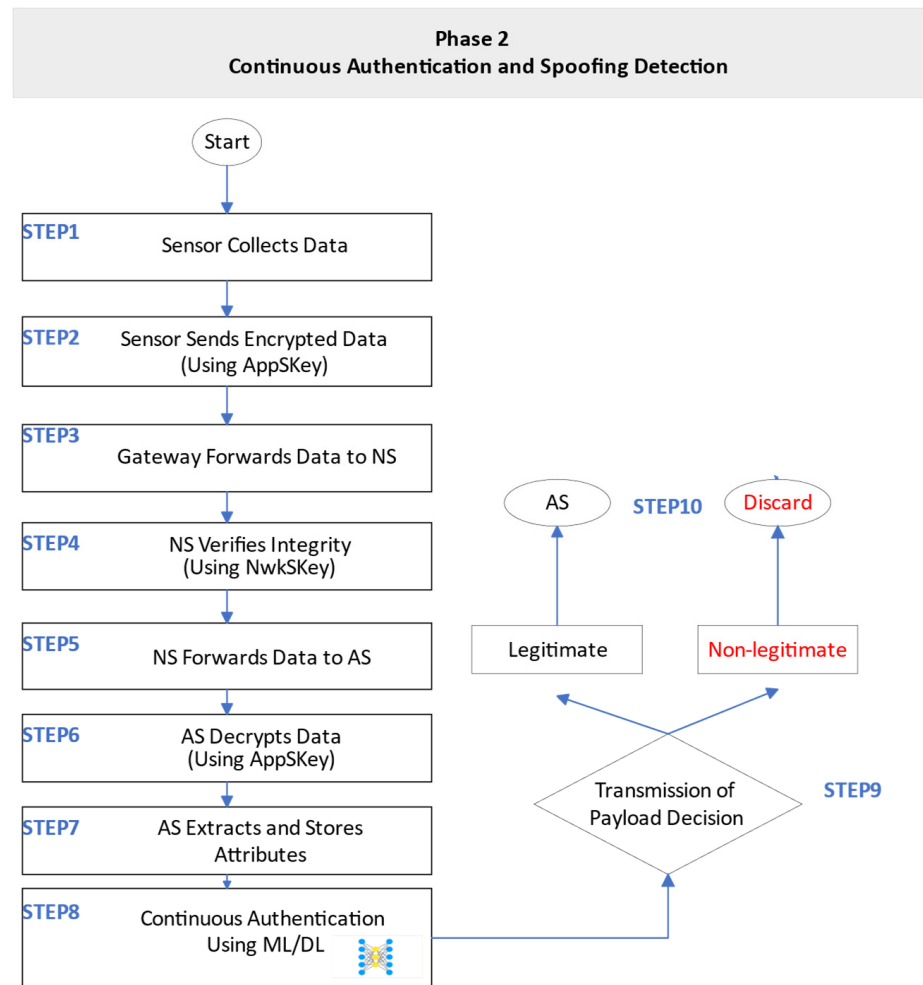 Phase 2
Continuous Authentication and Spoofing Detection
Start
STEP1
Sensor Collects Data
STEP2
Sensor Sends Encrypted Data
(Using AppSKey)
STEP3
Gateway Forwards Data to NS
STEP4
NS Verifies Integrity
(Using NwkSKey)
STEP5
NS Forwards Data to AS
STEP6
AS Decrypts Data
(Using AppSKey)
STEP7
AS Extracts and Stores
Attributes
STEP8
Continuous Authentication
Using ML/DL
Transmission of
Payload Decision
STEP9
Legitimate
Non-legitimate
AS
STEP10
Discard